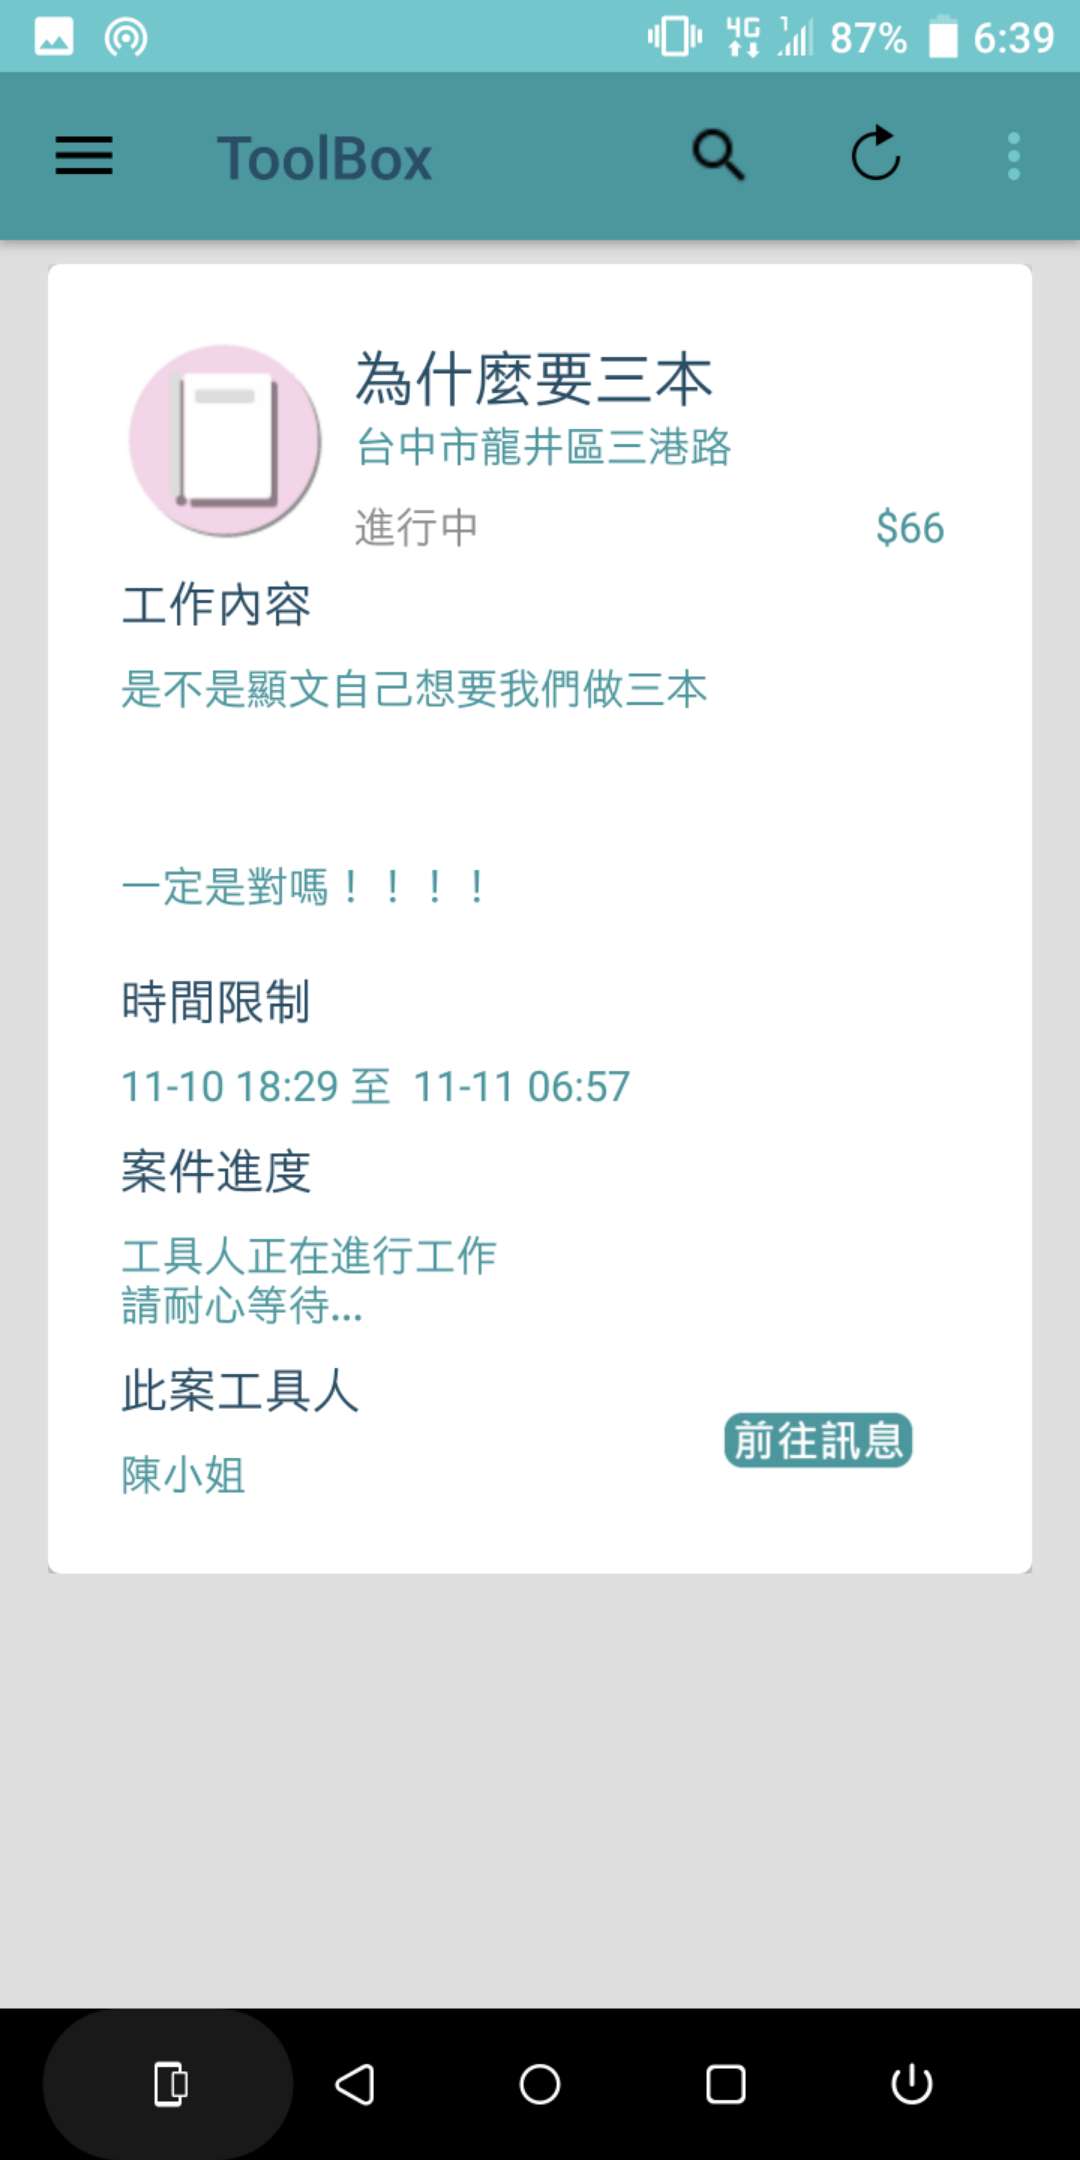 4G 1 87% 6:39
ToolBox
為什麼要三本
台中市龍井區三港路
進行中 $66
工作內容
是不是顯文自己想要我們做三本
一定是對嗎！！！！
時間限制
11-10 18:29 至 11-11 06:57
案件進度
工具人正在進行工作
請耐心等待...
此案工具人
前往訊息
陳小姐